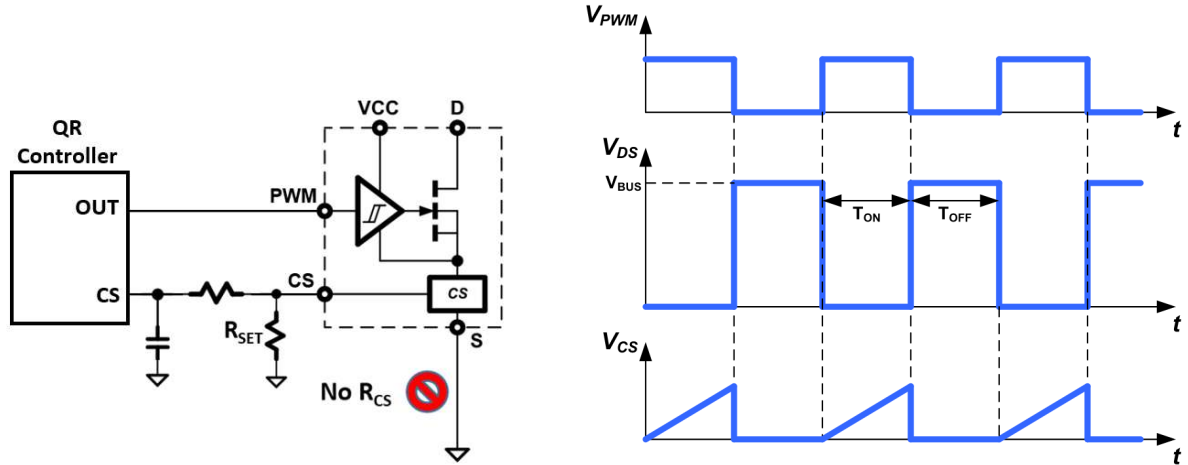 QR
Controller
OUT
CS
VCC
D
PWM
CS
CS
S
RSET
No RCS
VPWM
t
VDS
VBUS
TON
TOFF
t
VCS
t